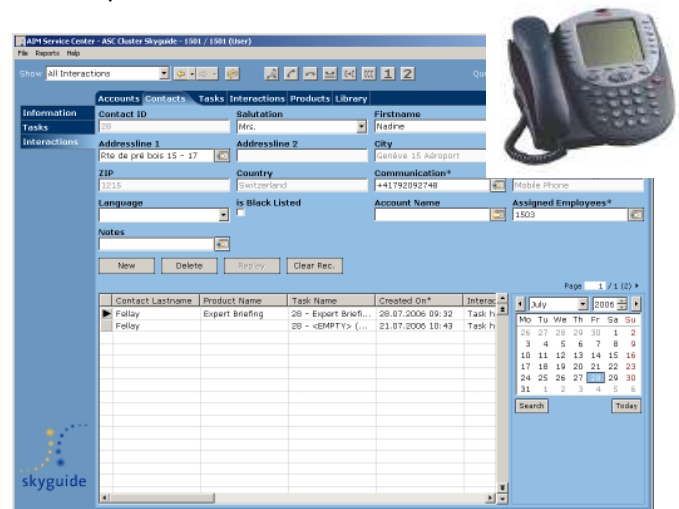 AIM Service Center - ASC Cluster Skyguide - 1501 / 1501 (User)
File Reports Help
Show All Interactions 1 2
Accounts Contacts Tasks Interactions Products Library
Information
Tasks
Interactions
Contact ID Salutation Firstname
28 Mrs. Nadine
Addressline 1 Addressline 2 City
Rte de pré bois 15 - 17 Genève 15 Aéroport
ZIP Country Communication*
1215 Switzerland +41792092748 Mobile Phone
Language is Black Listed Account Name Assigned Employees*
1503
Notes
New Delete Replay Clear Rec.
Page 1 / 1 (2)
Contact Lastname Product Name Task Name Created On* Interac
Fellay Expert Briefing 28 - Expert Briefi... 28.07.2006 09:32 Task h
Fellay 28 - <EMPTY> (... 21.07.2006 10:43 Task h
July 2006
Mo Tu We Th Fr Sa Su
26 27 28 29 30 1 2
3 4 5 6 7 8 9
10 11 12 13 14 15 16
17 18 19 20 21 22 23
24 25 26 27 28 29 30
31 1 2 3 4 5 6
Search Today
skyguide